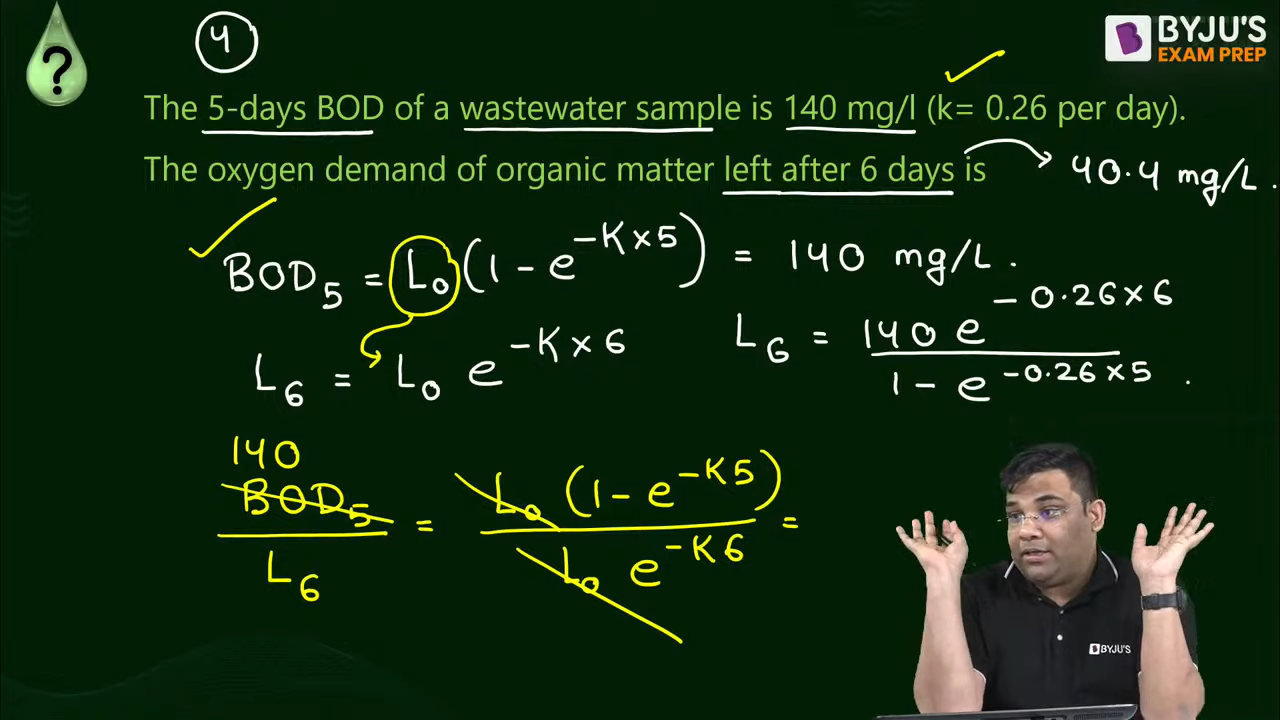 4
BYJU'S
EXAM PREP
?
The 5-days BOD of a wastewater sample is 140 mg/l (k= 0.26 per day).
The oxygen demand of organic matter left after 6 days is
40.4 mg/L.
BOD₅ = L₀ (1 - e^(-K×5)) = 140 mg/L.
L₆ = L₀ e^(-K×6)
L₆ = 140 e^(-0.26×6) / 1 - e^(-0.26×5).
140
BOD₅ / L₆ = L₀ (1 - e^(-K5)) / L₀ e^(-K6) =
BYJU'S